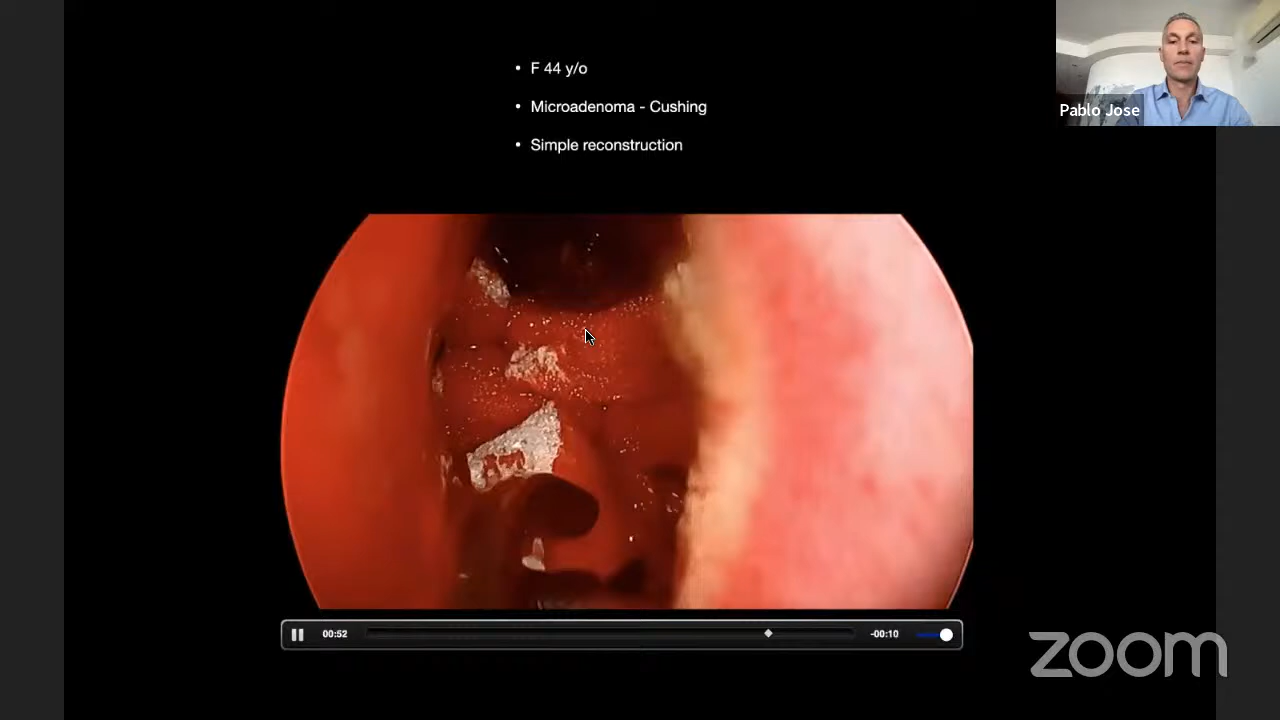 • F 44 y/o
• Microadenoma - Cushing
• Simple reconstruction
Pablo Jose
00:52
-00:10
zoom